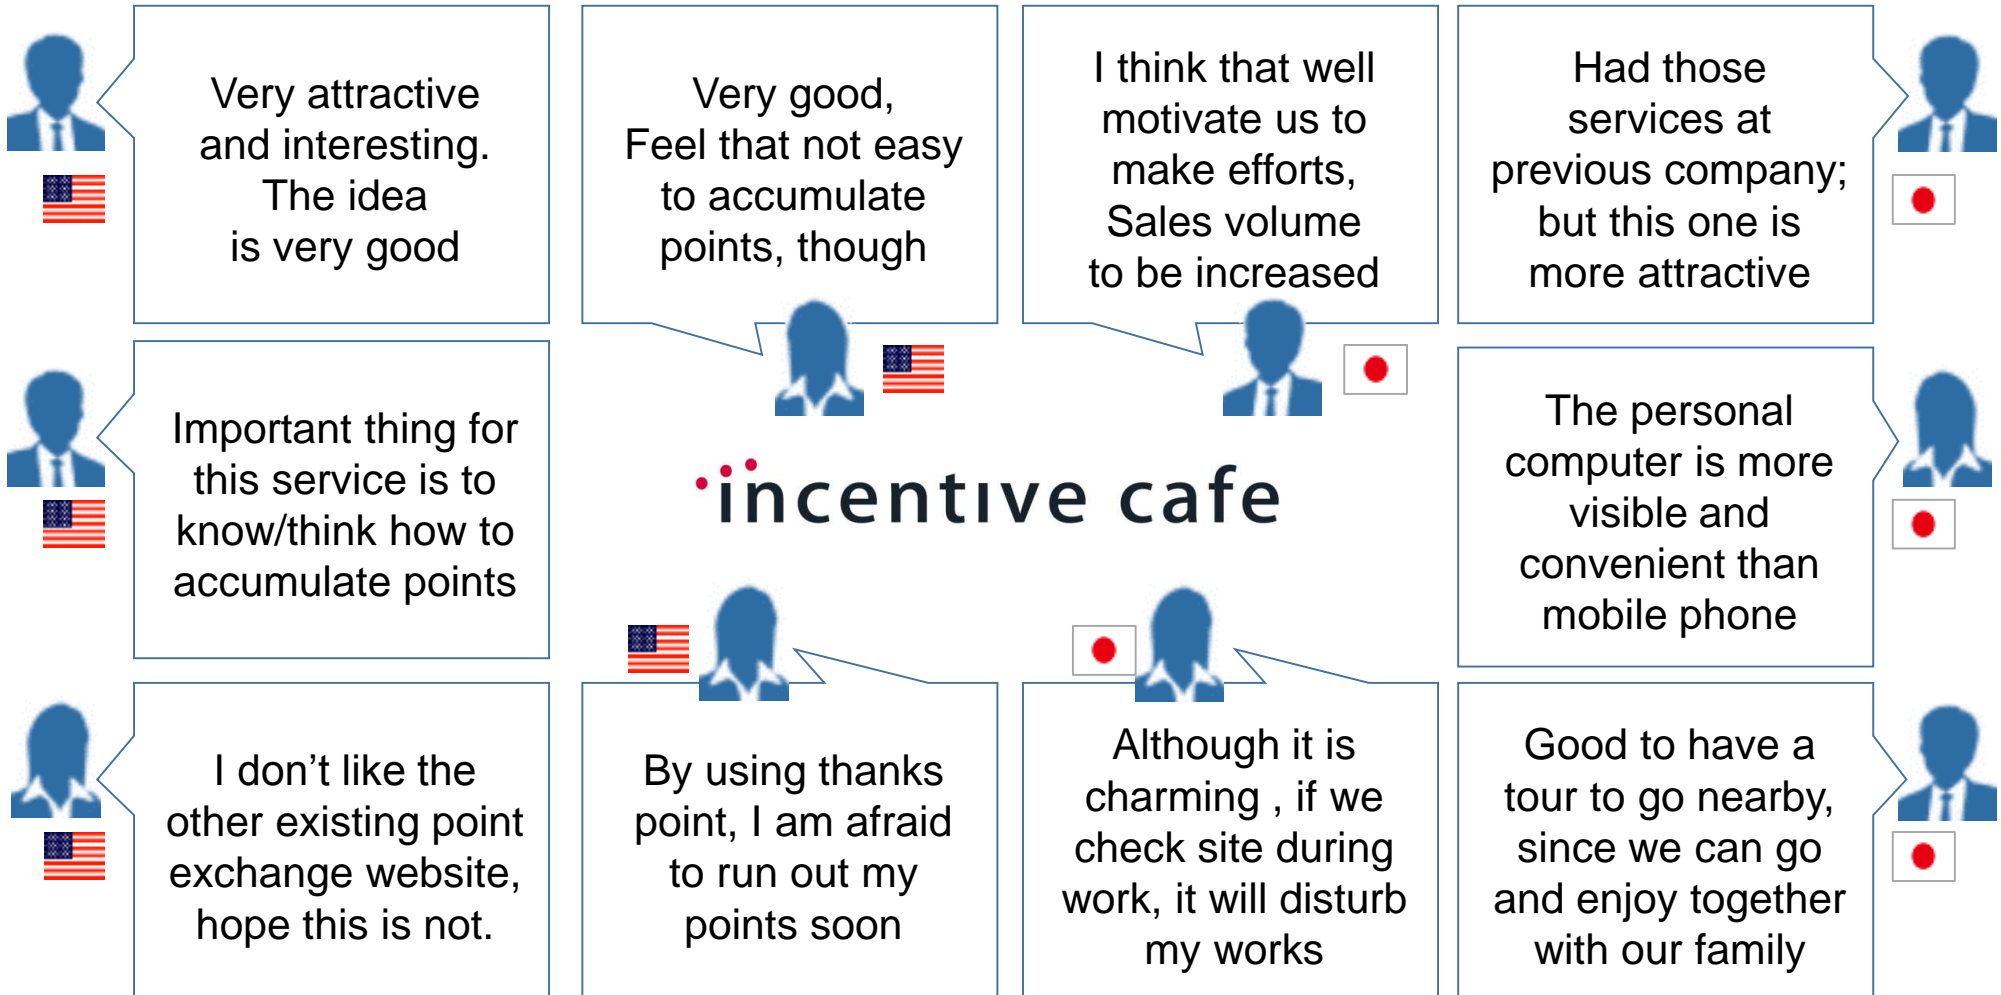 Very attractive
and interesting.
The idea
is very good
Very good,
Feel that not easy
to accumulate
points, though
I think that well
motivate us to
make efforts,
Sales volume
to be increased
Had those
services at
previous company;
but this one is
more attractive
Important thing for
this service is to
know/think how to
accumulate points
incentive cafe
The personal
computer is more
visible and
convenient than
mobile phone
I don’t like the
other existing point
exchange website,
hope this is not.
By using thanks
point, I am afraid
to run out my
points soon
Although it is
charming , if we
check site during
work, it will disturb
my works
Good to have a
tour to go nearby,
since we can go
and enjoy together
with our family